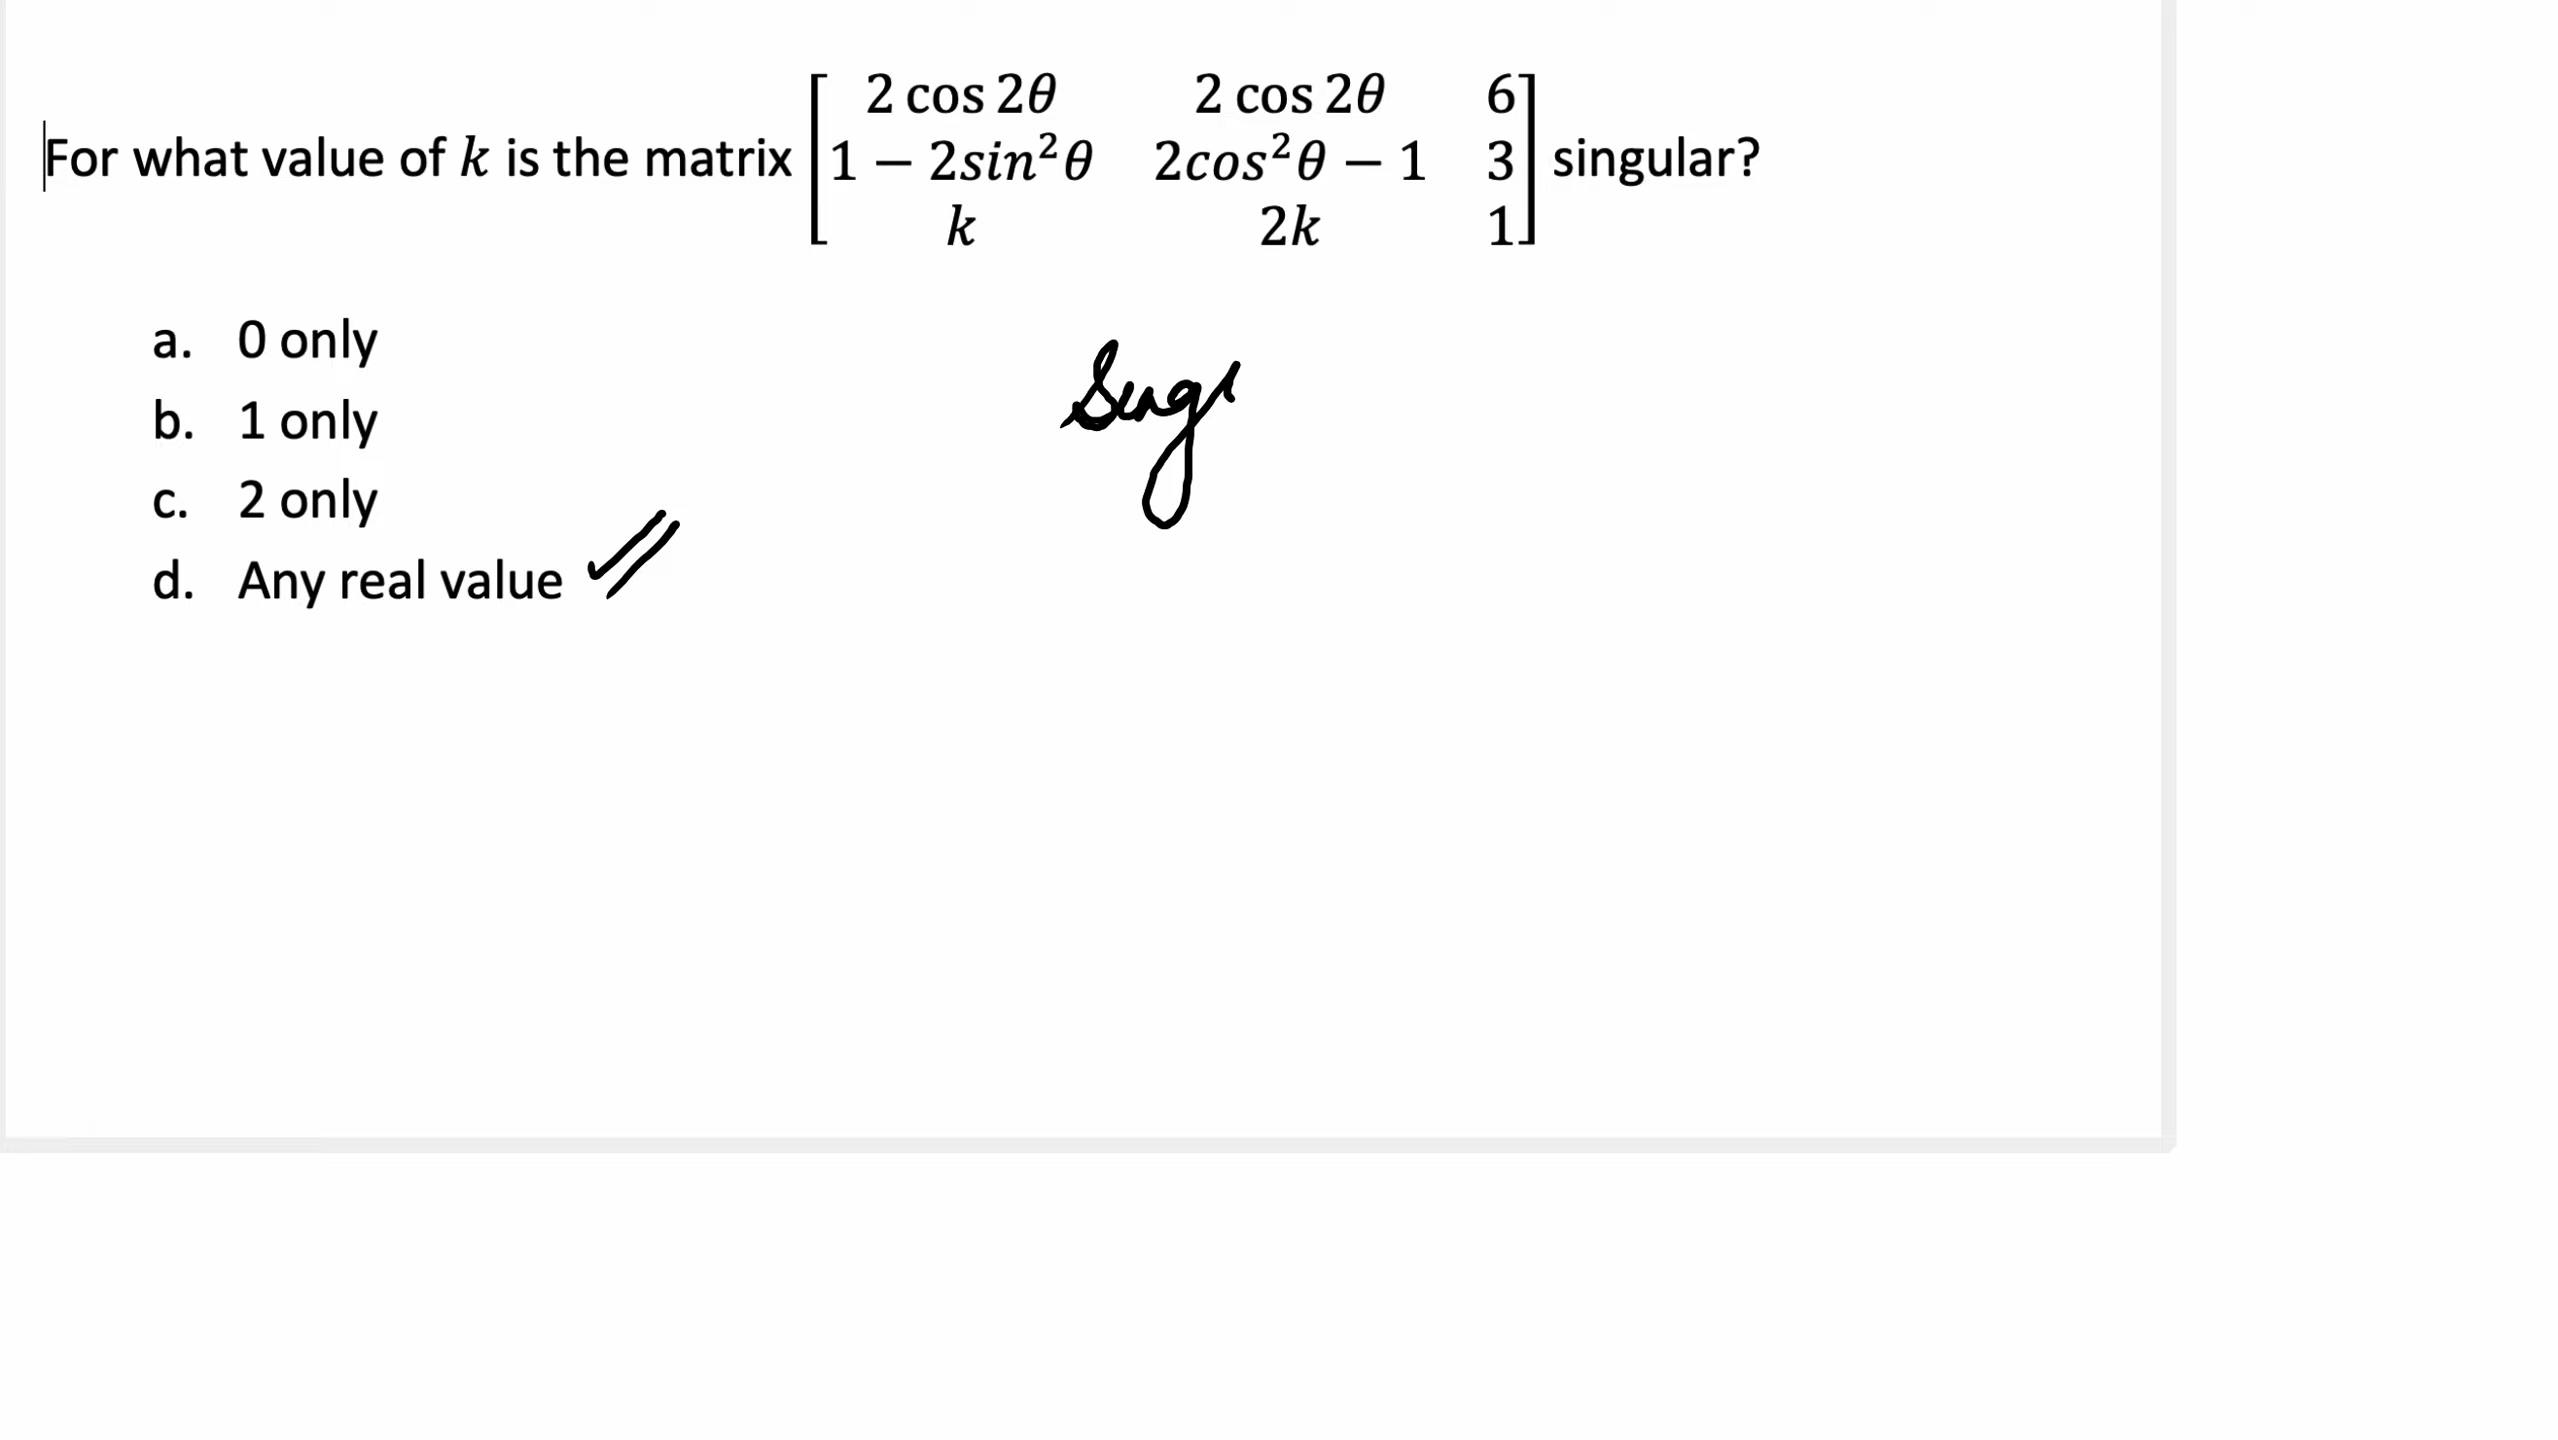 For what value of k is the matrix [2 cos 2θ 2 cos 2θ 6
1 − 2sin²θ 2cos²θ − 1 3
k 2k 1] singular?
a. 0 only
b. 1 only
c. 2 only
d. Any real value